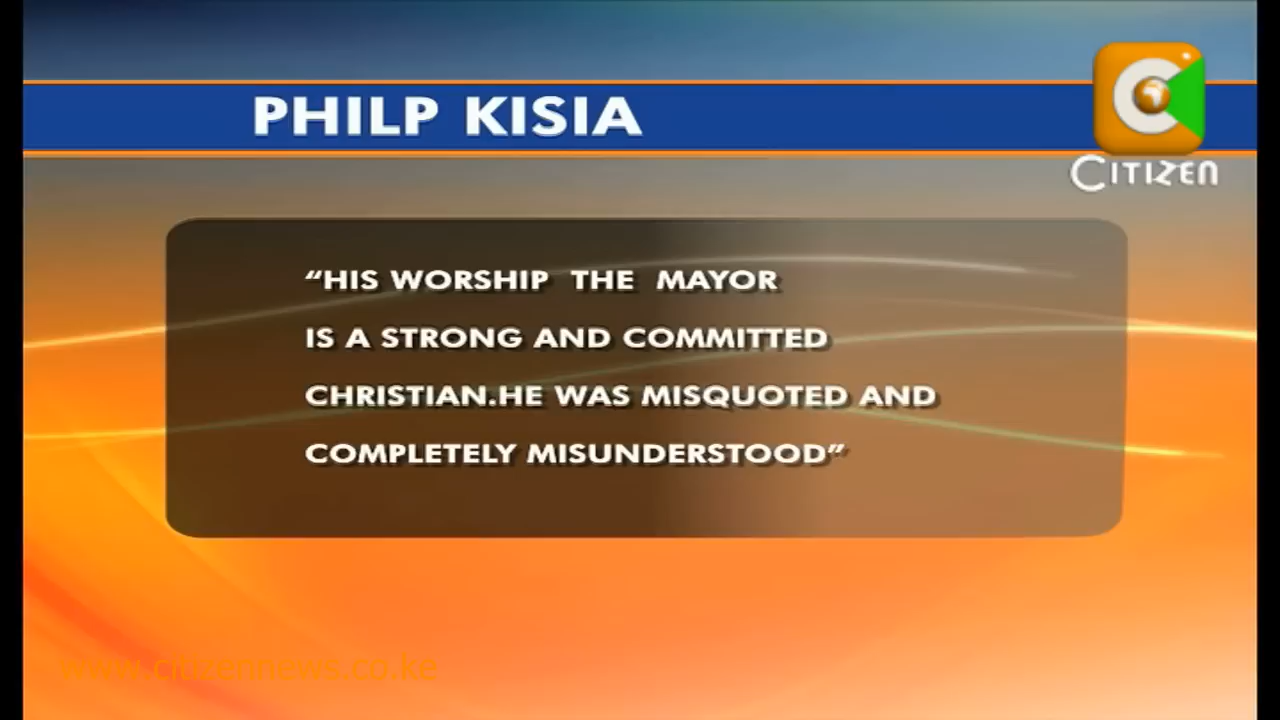 PHILP KISIA
CITIZEN
“HIS WORSHIP THE MAYOR
IS A STRONG AND COMMITTED
CHRISTIAN.HE WAS MISQUOTED AND
COMPLETELY MISUNDERSTOOD”
www.citizennews.co.ke